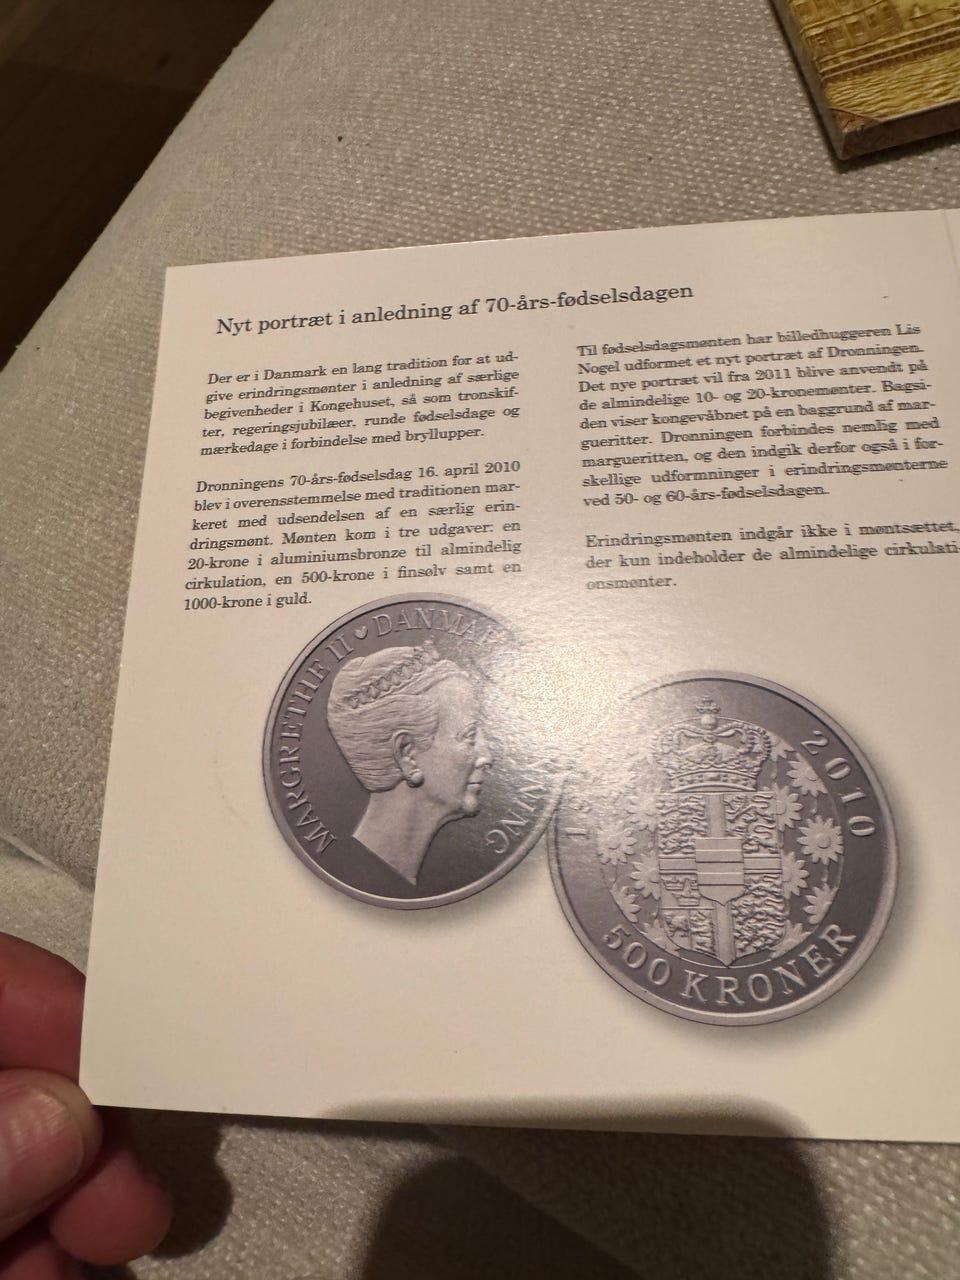 Nyt portræt i anledning af 70-års-fødselsdagen
Der er i Danmark en lang tradition for at ud-
give erindringsmønter i anledning af særlige
begivenheder i Kongehuset, så som tronskif-
ter, regeringsjubilæer, runde fødselsdage og
mærkedage i forbindelse med bryllupper.
Dronningens 70-års-fødselsdag 16. april 2010
blev i overensstemmelse med traditionen mar-
keret med udsendelsen af en særlig erin-
dringsmønt. Mønten kom i tre udgaver: en
20-krone i aluminiumsbronze til almindelig
cirkulation, en 500-krone i finsølv samt en
1000-krone i guld.
Til fødselsdagsmønten har billedhuggeren Lis
Nogel udformet et nyt portræt af Dronningen.
Det nye portræt vil fra 2011 blive anvendt på
de almindelige 10- og 20-kronemønter. Bagsi-
den viser kongevåbnet på en baggrund af mar-
gueritter. Dronningen forbindes nemlig med
margueritten, og den indgik derfor også i for-
skellige udformninger i erindringsmønterne
ved 50- og 60-års-fødselsdagen.
Erindringsmønten indgår ikke i møntsættet,
der kun indeholder de almindelige cirkulati-
onsmønter.
MARGRETHE II DANMAR
NING
2010
500 KRONER